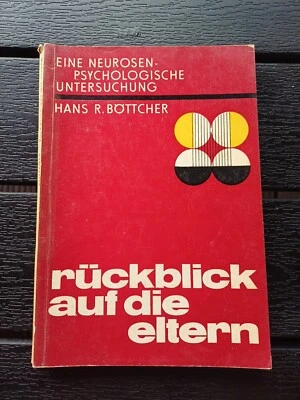 EINE NEUROSEN-
PSYCHOLOGISCHE
UNTERSUCHUNG
HANS R. BÖTTCHER
rückblick
auf die
eltern